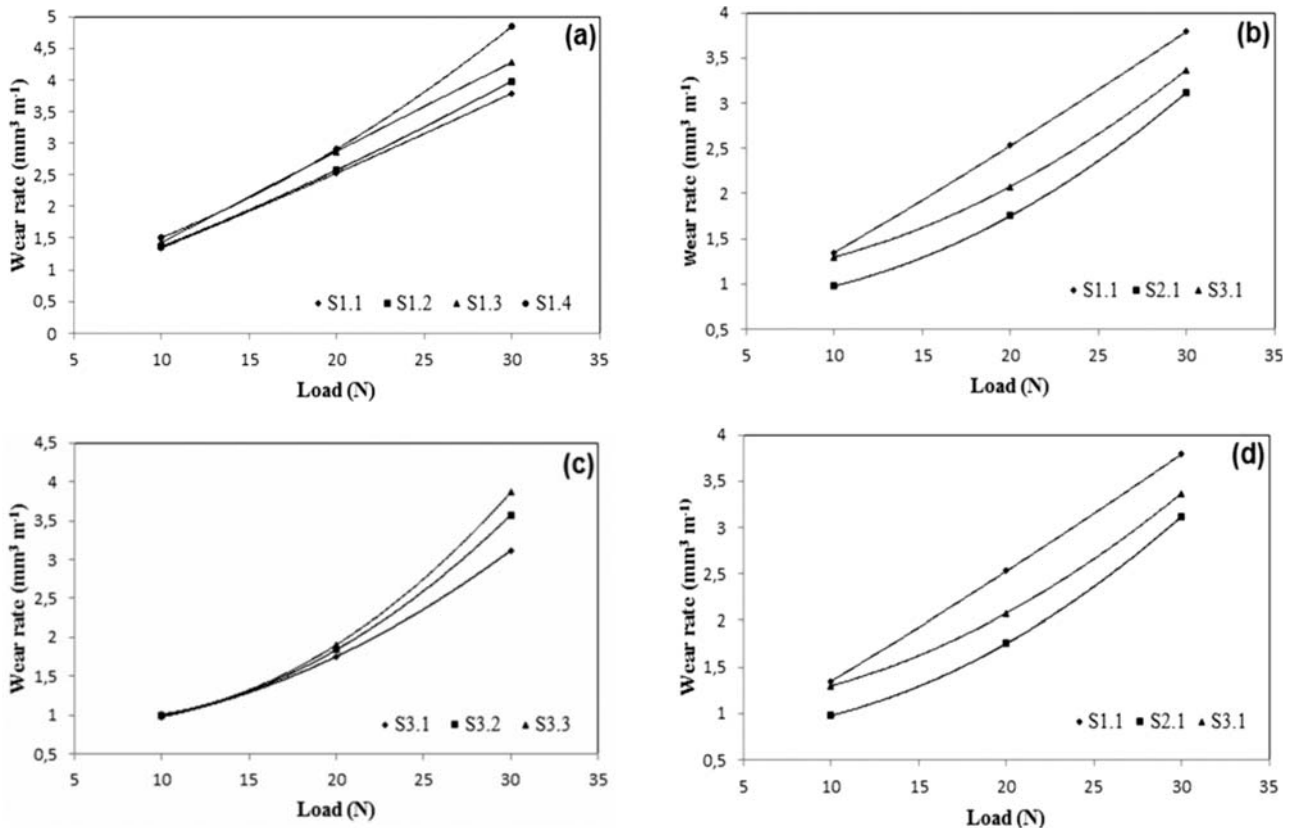 (a)
Wear rate (mm³ m⁻¹)
5
4,5
4
3,5
3
2,5
2
1,5
1
0,5
0
S1.1 S1.2 S1.3 S1.4
5 10 15 20 25 30 35
Load (N)
(b)
Wear rate (mm³ m⁻¹)
4
3,5
3
2,5
2
1,5
1
0,5
S1.1 S2.1 S3.1
5 10 15 20 25 30 35
Load (N)
(c)
Wear rate (mm³ m⁻¹)
4,5
4
3,5
3
2,5
2
1,5
1
0,5
S3.1 S3.2 S3.3
5 10 15 20 25 30 35
Load (N)
(d)
Wear rate (mm³ m⁻¹)
4
3,5
3
2,5
2
1,5
1
0,5
S1.1 S2.1 S3.1
5 10 15 20 25 30 35
Load (N)